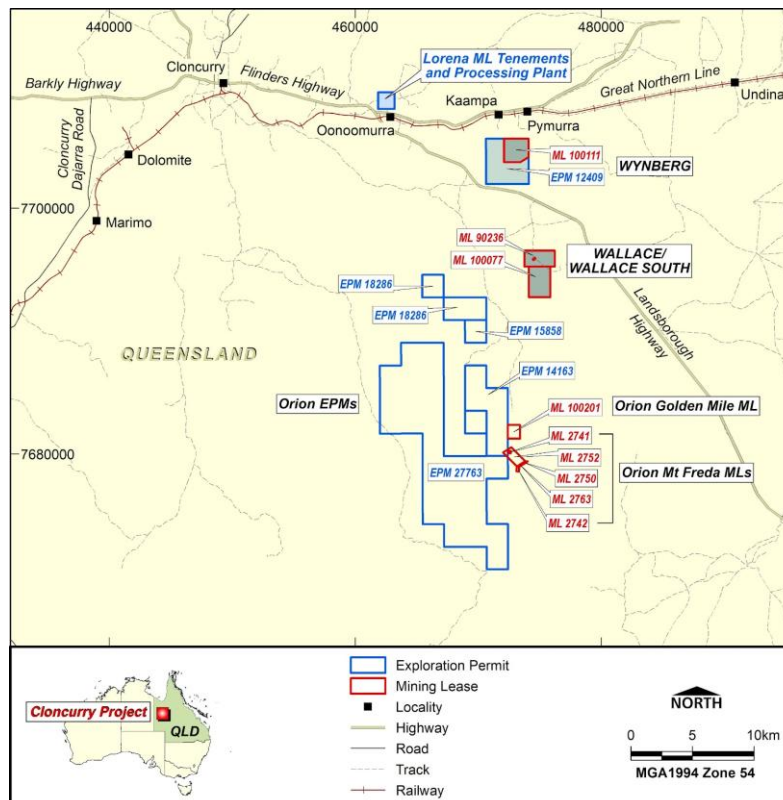 440000
460000
480000
Lorena ML Tenements
and Processing Plant
Cloncurry
Flinders Highway
Barkly Highway
Great Northern Line
Undina
Kaampa
Oonoomurra
Pymurra
Cloncurry
Dajarra Road
Dolomite
ML 100111
WYNBERG
EPM 12409
7700000
Marimo
ML 90236
WALLACE/
WALLACE SOUTH
ML 100077
EPM 18286
EPM 18286
EPM 15858
Landsborough
Highway
QUEENSLAND
EPM 14163
Orion EPMs
ML 100201
Orion Golden Mile ML
ML 2741
7680000
ML 2752
EPM 27763
Orion Mt Freda MLs
ML 2750
ML 2763
ML 2742
Cloncurry Project
QLD
Exploration Permit
Mining Lease
Locality
Highway
Road
Track
Railway
NORTH
0 5 10km
MGA1994 Zone 54